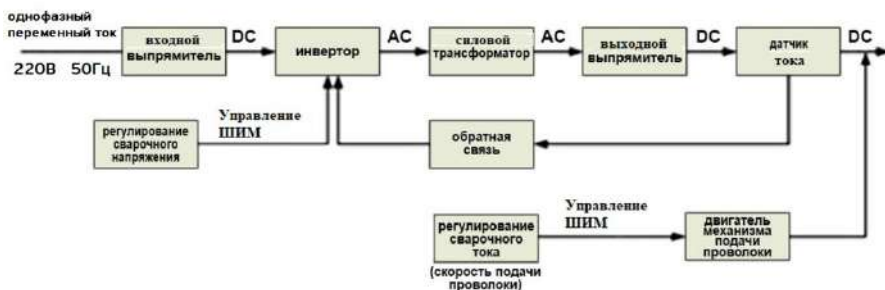 однофазный
переменный ток
220В 50Гц
входной
выпрямитель
DC
инвертор
AC
силовой
трансформатор
AC
выходной
выпрямитель
DC
датчик
тока
DC
регулирование
сварочного
напряжения
Управление
ШИМ
обратная
связь
регулирование
сварочного
тока
(скорость подачи
проволоки)
Управление
ШИМ
двигатель
механизма
подачи
проволоки